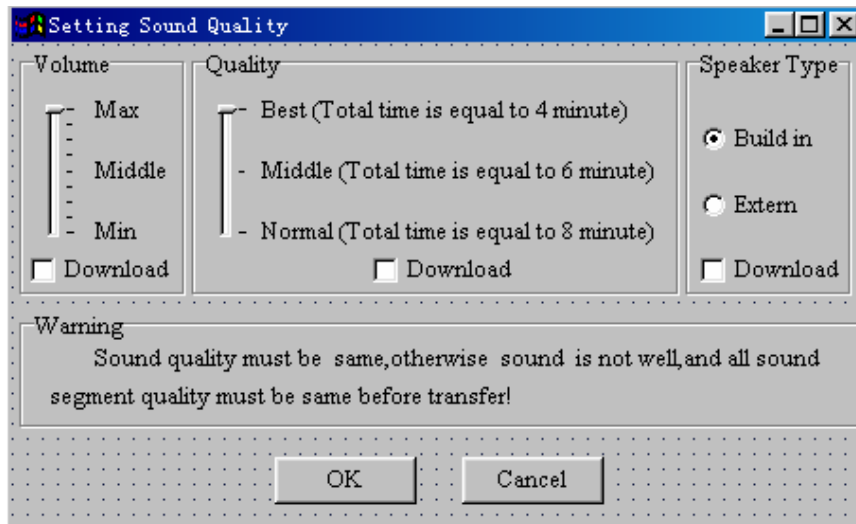 Setting Sound Quality
Volume
Max
Middle
Min
Download
Quality
Best (Total time is equal to 4 minute)
Middle (Total time is equal to 6 minute)
Normal (Total time is equal to 8 minute)
Download
Speaker Type
Build in
Extern
Download
Warning
Sound quality must be same,otherwise sound is not well,and all sound
segment quality must be same before transfer!
OK
Cancel